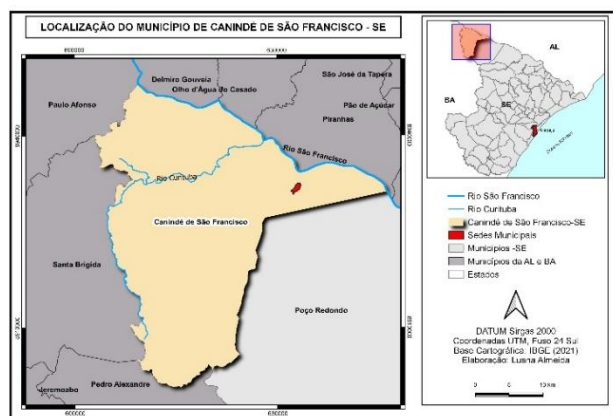 LOCALIZAÇÃO DO MUNICÍPIO DE CANINDÉ DE SÃO FRANCISCO - SE
600000
Delmiro Gouveia
Olho d'Água do Casado
São José da Tapera
Paulo Afonso
Pão de Açúcar
Piranhas
Rio São Francisco
Rio Curituba
Canindé de São Francisco
Santa Brígida
Poço Redondo
Jeremoabo
Pedro Alexandre
600000
AL
BA
SE
Rio São Francisco
Rio Curituba
Canindé de São Francisco-SE
Sedes Municipais
Municípios -SE
Municípios da AL e BA
Estados
DATUM Sirgas 2000
Coordenadas UTM, Fuso 24 Sul
Base Cartográfica: IBGE (2021)
Elaboração: Luana Almeida
0 5 10 Km